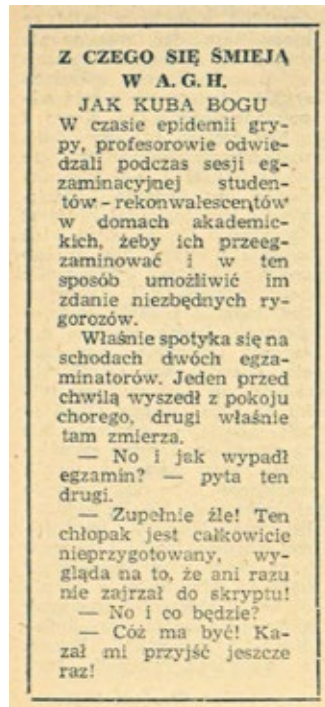 Z CZEGO SIĘ ŚMIEJĄ
W A. G. H.
JAK KUBA BOGU
W czasie epidemii gry-
py, profesorowie odwie-
dzali podczas sesji eg-
zaminacyjnej studen-
tów - rekonwalescentów
w domach akademic-
kich, żeby ich przeeg-
zaminować i w ten
sposób umożliwić im
zdanie niezbędnych ry-
gorozów.
Właśnie spotyka się na
schodach dwóch egza-
minatorów. Jeden przed
chwilą wyszedł z pokoju
chorego, drugi właśnie
tam zmierza.
— No i jak wypadł
egzamin? — pyta ten
drugi.
— Zupełnie źle! Ten
chłopak jest całkowicie
nieprzygotowany, wy-
gląda na to, że ani razu
nie zajrzał do skryptu!
— No i co będzie?
— Cóż ma być! Ka-
zał mi przyjść jeszcze
raz!